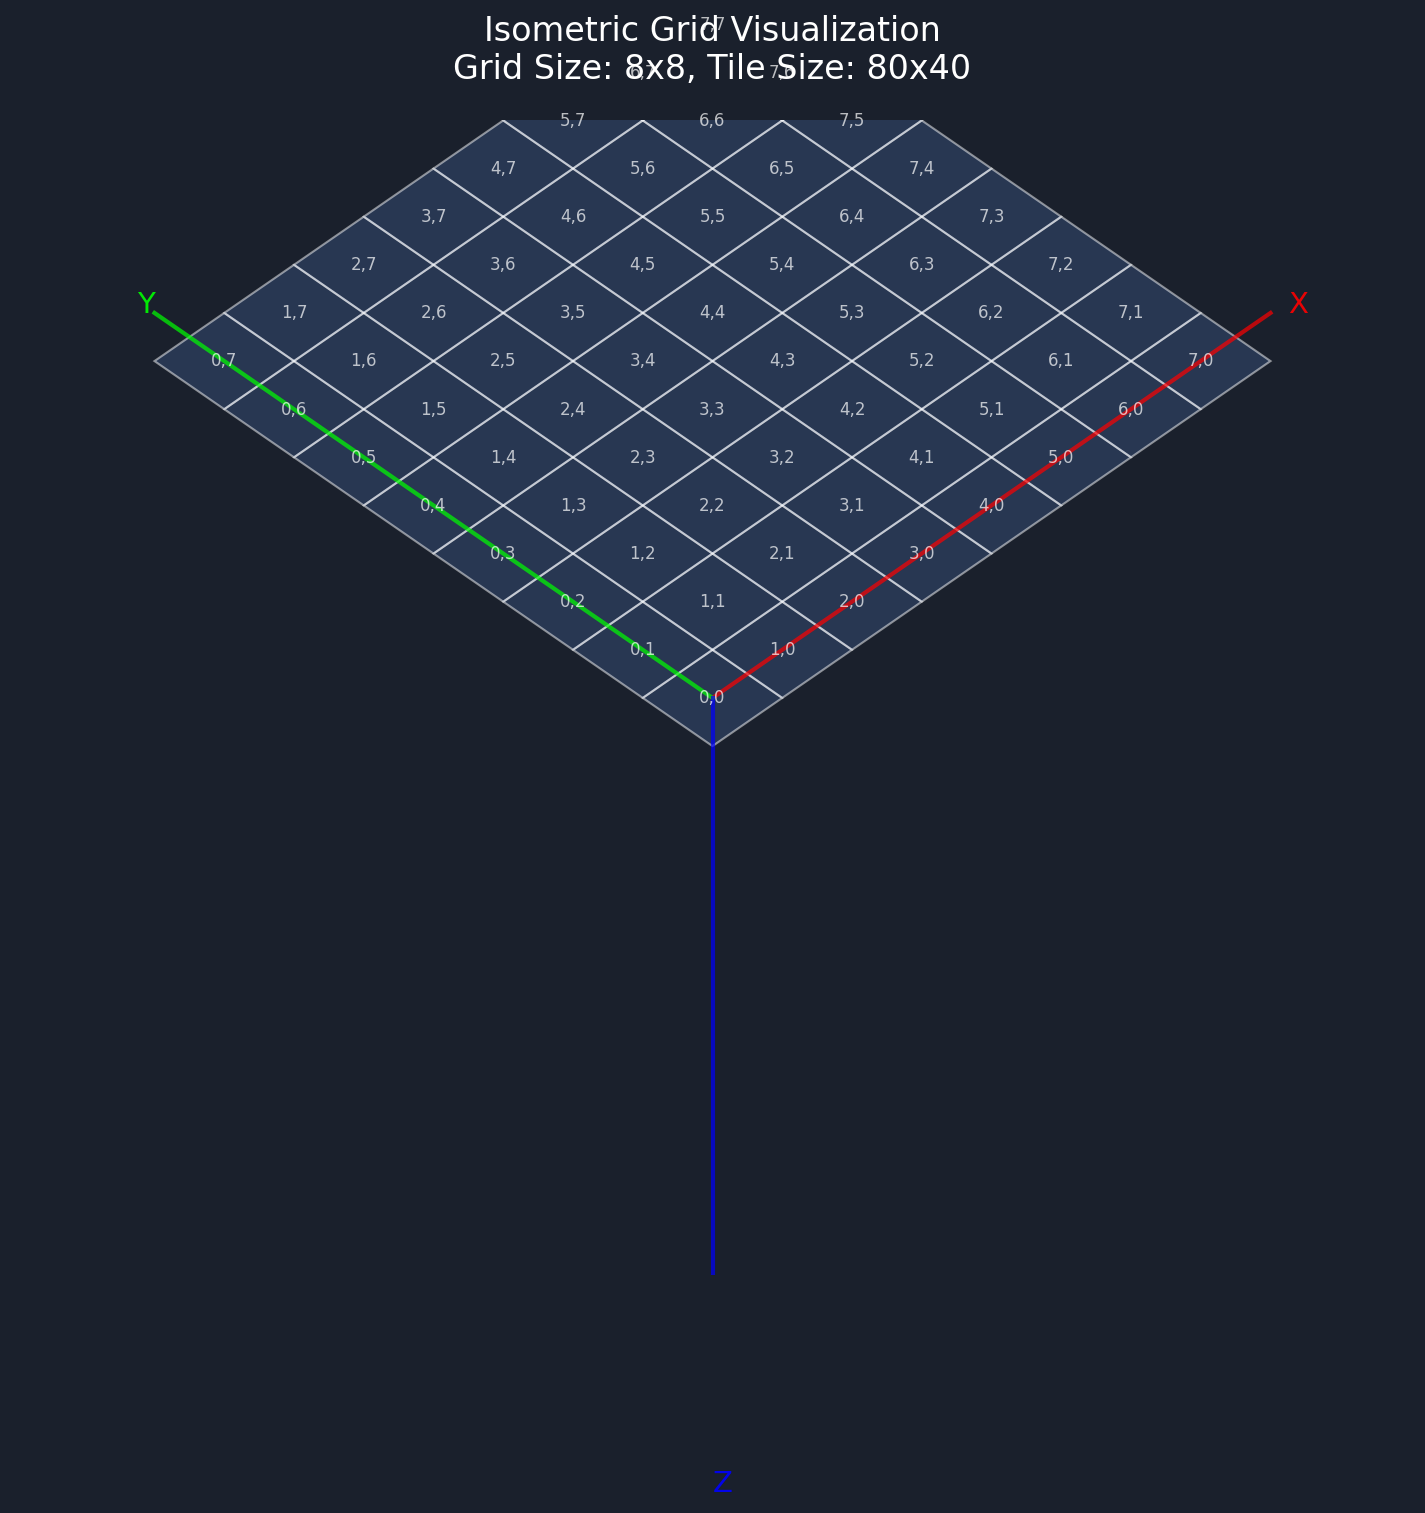 7,7
Isometric Grid Visualization
Grid Size: 8x8, Tile Size: 80x40
6,7 7,6
5,7 6,6 7,5
4,7 5,6 6,5 7,4
3,7 4,6 5,5 6,4 7,3
2,7 3,6 4,5 5,4 6,3 7,2
Y 1,7 2,6 3,5 4,4 5,3 6,2 7,1 X
0,7 1,6 2,5 3,4 4,3 5,2 6,1 7,0
0,6 1,5 2,4 3,3 4,2 5,1 6,0
0,5 1,4 2,3 3,2 4,1 5,0
0,4 1,3 2,2 3,1 4,0
0,3 1,2 2,1 3,0
0,2 1,1 2,0
0,1 1,0
0,0
Z